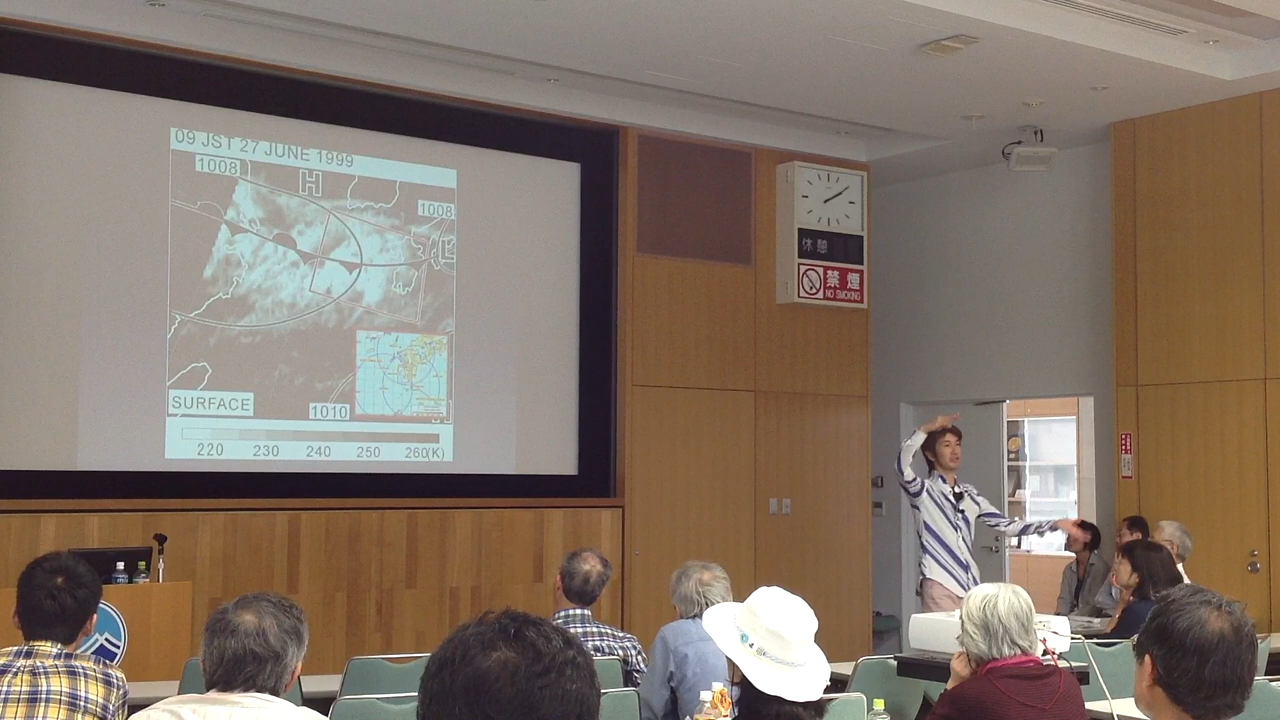 09 JST 27 JUNE 1999
1008
H
1008
L
SURFACE
1010
220 230 240 250 260(K)
休憩
禁煙
NO SMOKING